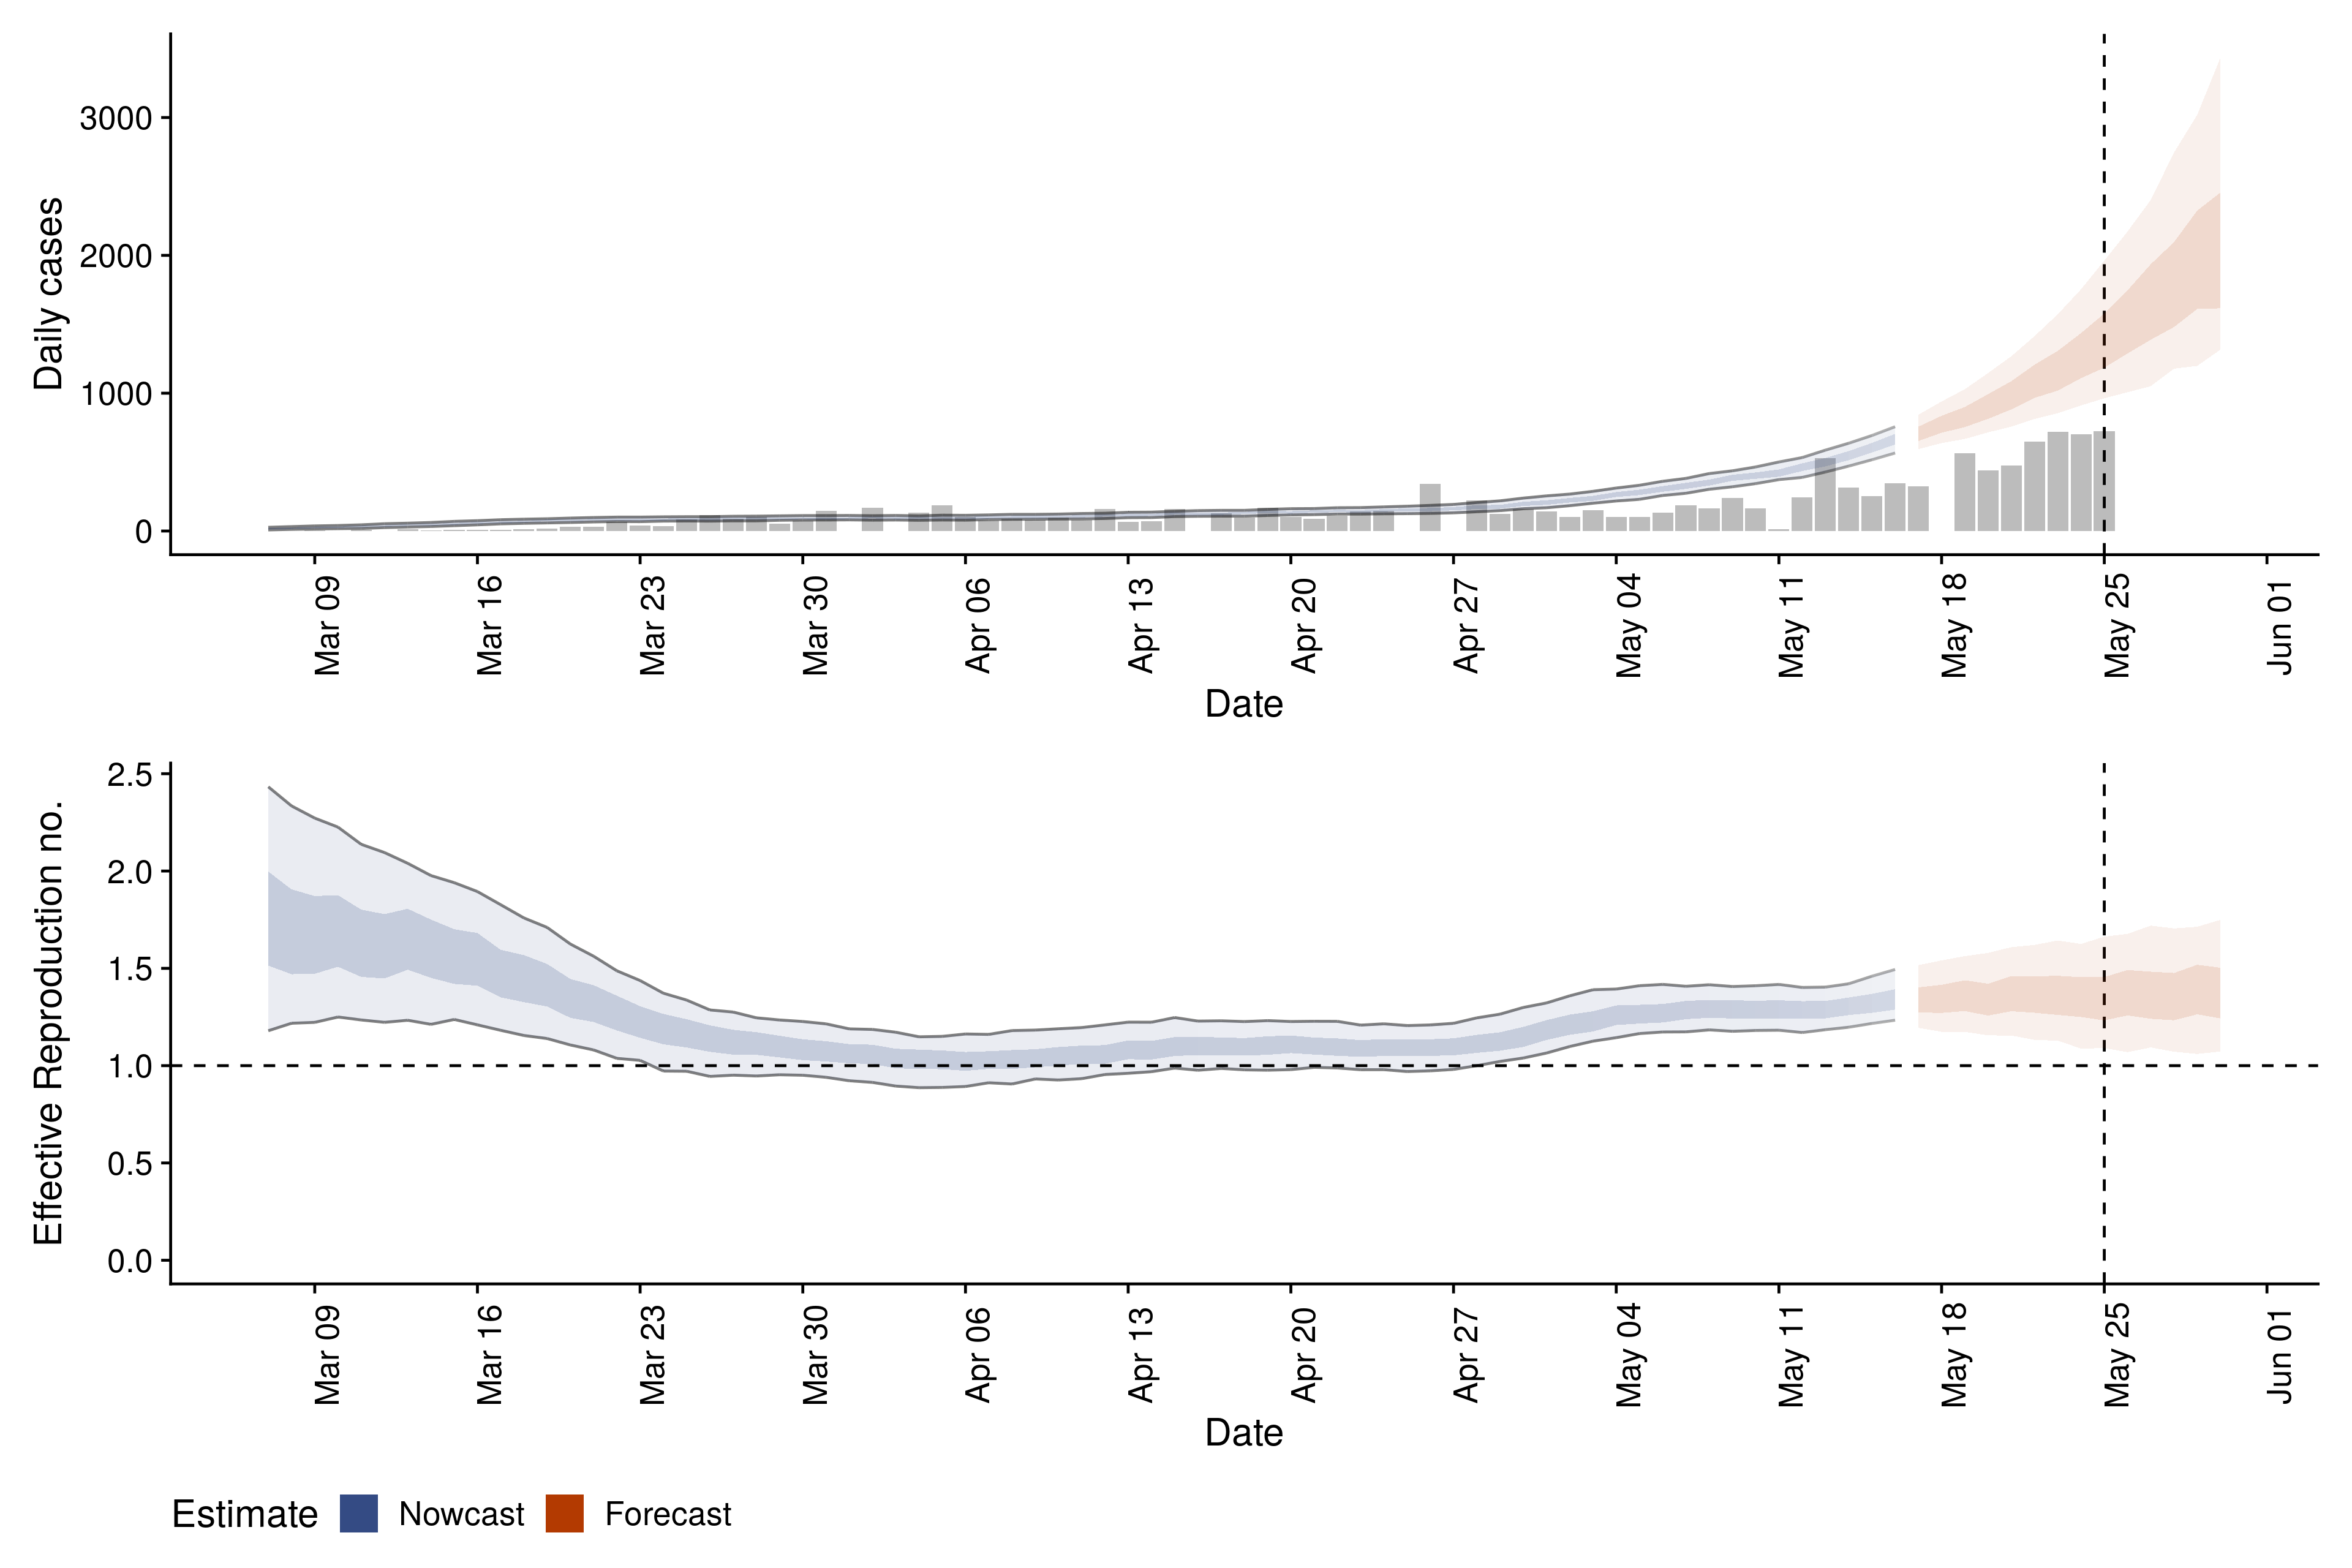 Daily cases
3000
2000
1000
0
Mar 09
Mar 16
Mar 23
Mar 30
Apr 06
Apr 13
Apr 20
Apr 27
May 04
May 11
May 18
May 25
Jun 01
Date
Effective Reproduction no.
2.5
2.0
1.5
1.0
0.5
0.0
Mar 09
Mar 16
Mar 23
Mar 30
Apr 06
Apr 13
Apr 20
Apr 27
May 04
May 11
May 18
May 25
Jun 01
Date
Estimate Nowcast Forecast